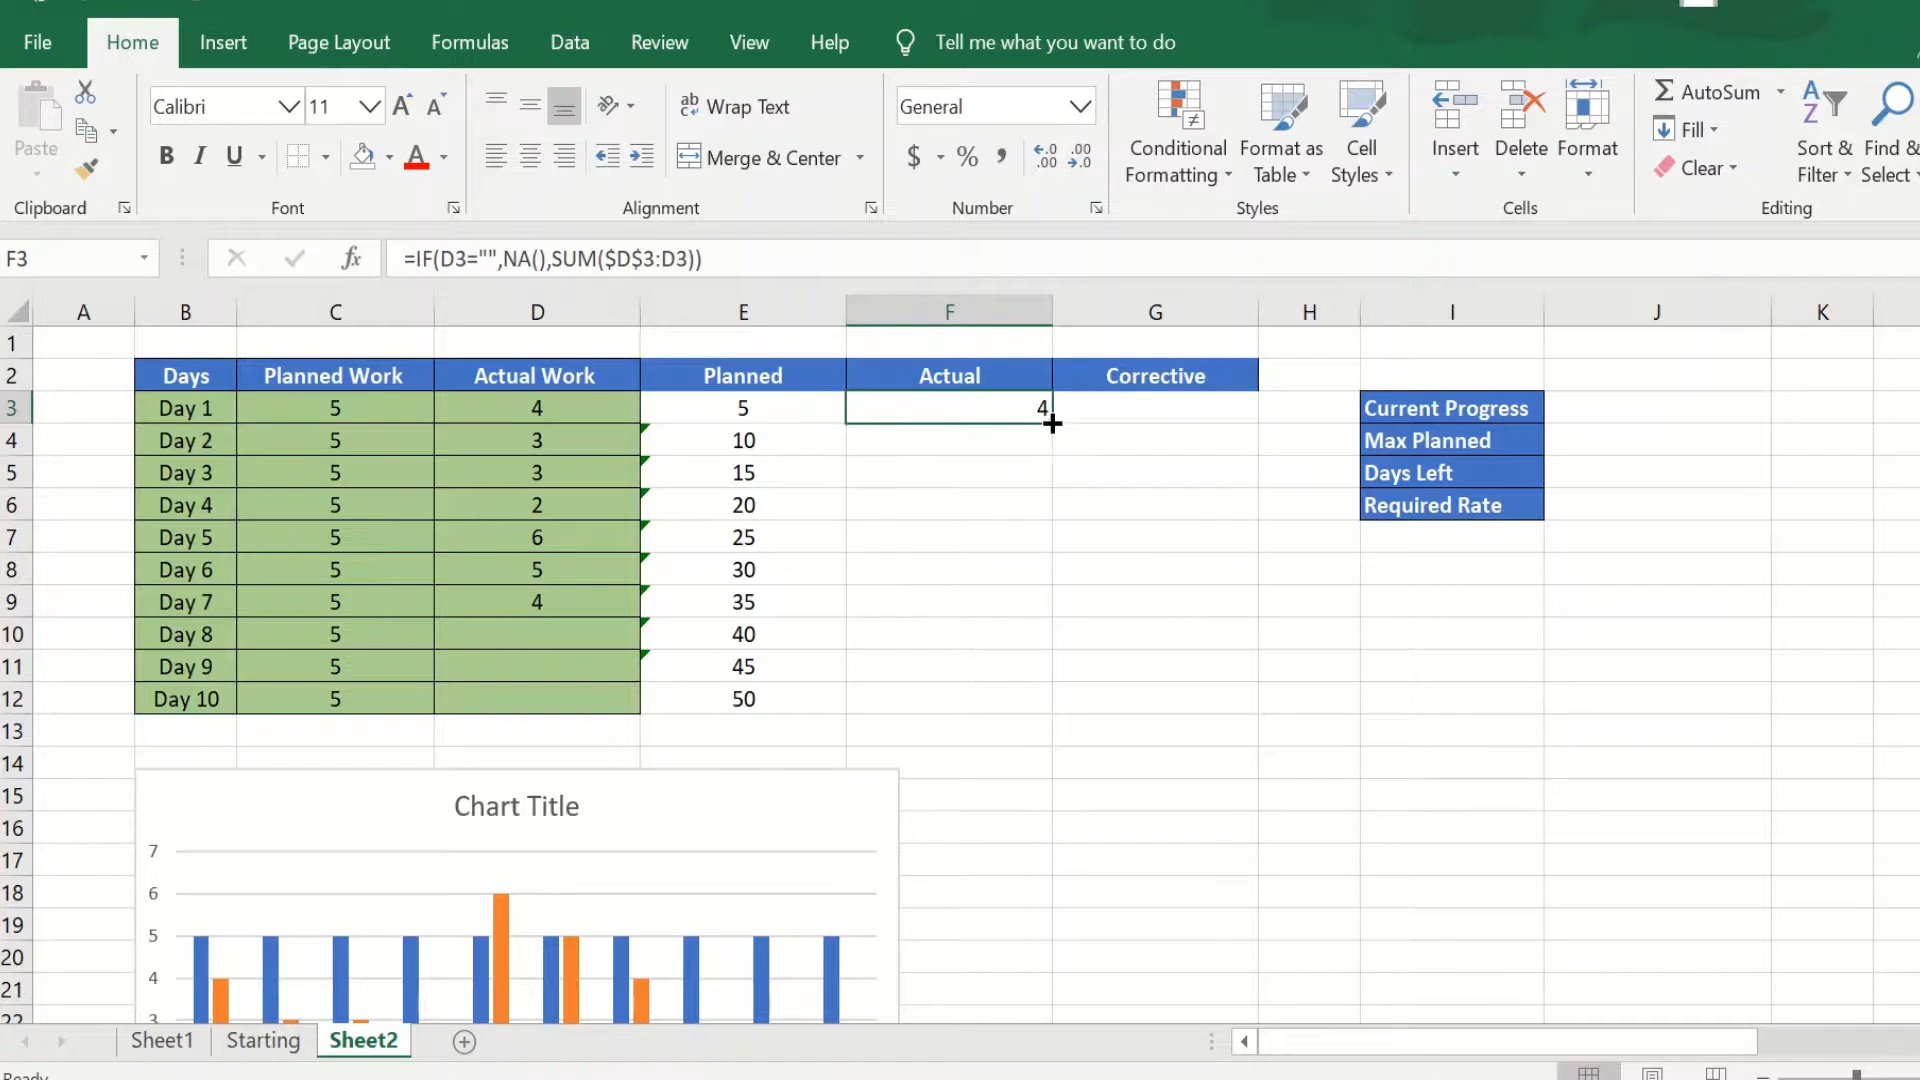 File Home Insert Page Layout Formulas Data Review View Help Tell me what you want to do
Paste
Clipboard
Calibri 11 A A
B I U A
Font
ab Wrap Text
Merge & Center
Alignment
General
$ % , .00 .00
Number
Conditional Formatting
Format as Table
Cell Styles
Styles
Insert Delete Format
Cells
Σ AutoSum
Fill
Clear
Sort & Filter
Find & Select
Editing
F3 fx =IF(D3="",NA(),SUM($D$3:D3))
A B C D E F G H I J K
1
2 Days Planned Work Actual Work Planned Actual Corrective
3 Day 1 5 4 5 4 Current Progress
4 Day 2 5 3 10 Max Planned
5 Day 3 5 3 15 Days Left
6 Day 4 5 2 20 Required Rate
7 Day 5 5 6 25
8 Day 6 5 5 30
9 Day 7 5 4 35
10 Day 8 5 40
11 Day 9 5 45
12 Day 10 5 50
13
14
15
16
17
18
19
20
21
22
Chart Title
7
6
5
4
3
Sheet1 Starting Sheet2
Ready